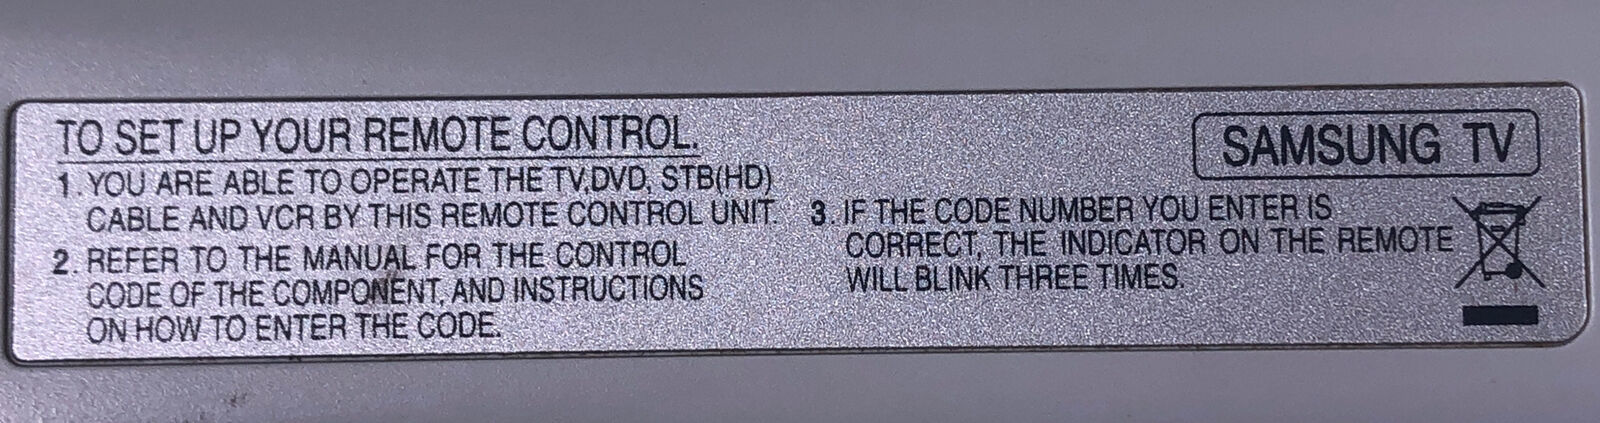 TO SET UP YOUR REMOTE CONTROL.
1. YOU ARE ABLE TO OPERATE THE TV,DVD, STB(HD)
CABLE AND VCR BY THIS REMOTE CONTROL UNIT.
2. REFER TO THE MANUAL FOR THE CONTROL
CODE OF THE COMPONENT, AND INSTRUCTIONS
ON HOW TO ENTER THE CODE.
SAMSUNG TV
3. IF THE CODE NUMBER YOU ENTER IS
CORRECT, THE INDICATOR ON THE REMOTE
WILL BLINK THREE TIMES.